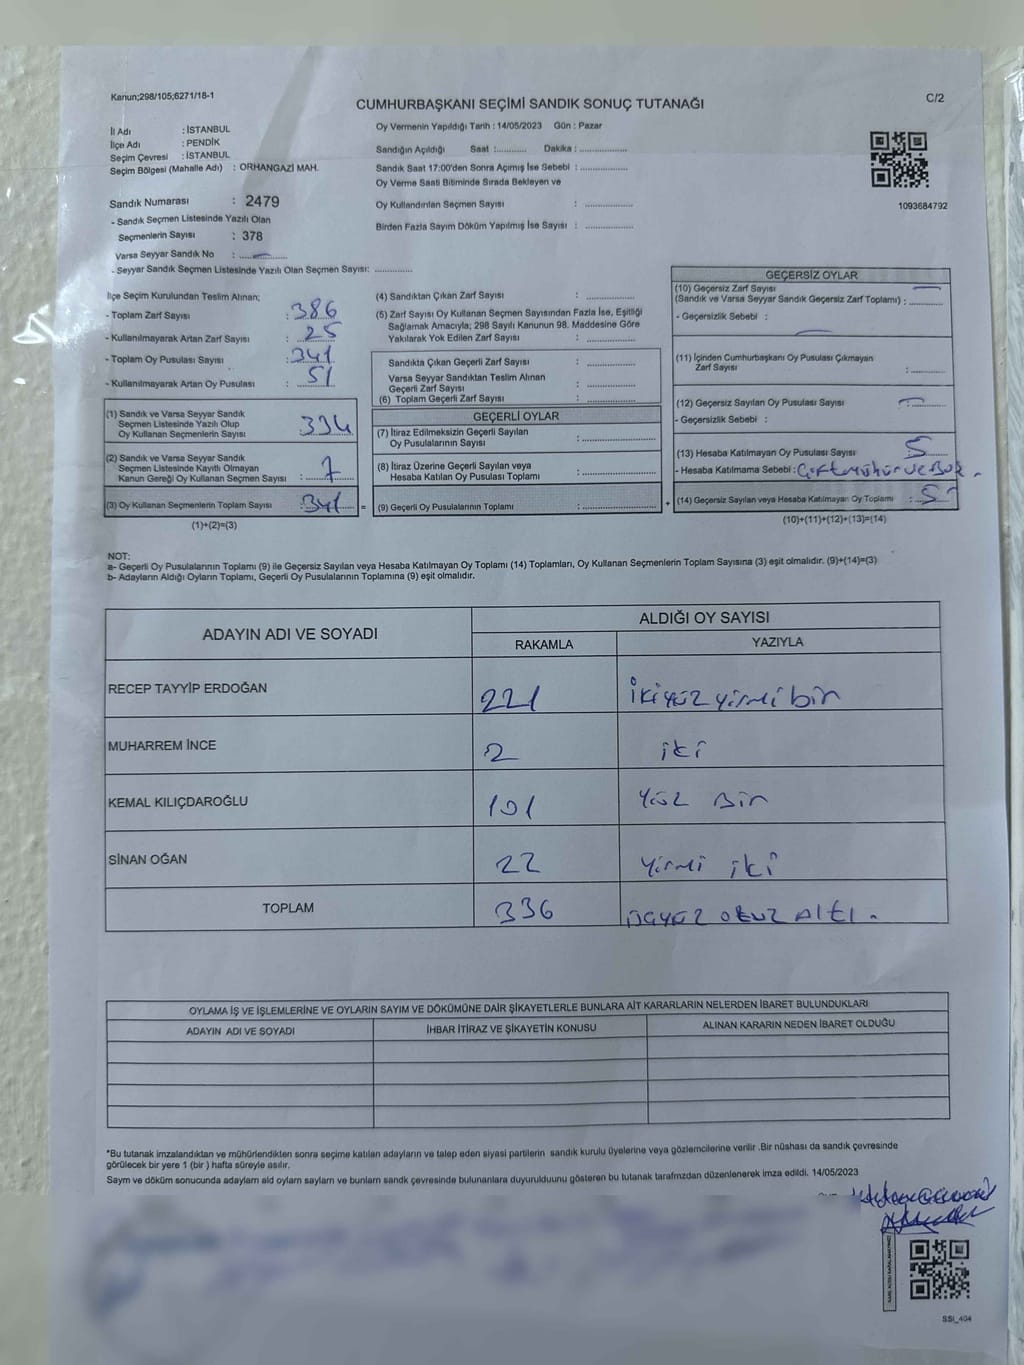 Kanun;298/105;6271/18-1
C/2
CUMHURBAŞKANI SEÇİMİ SANDIK SONUÇ TUTANAĞI
İl Adı : İSTANBUL
İlçe Adı : PENDİK
Seçim Çevresi : İSTANBUL
Seçim Bölgesi (Mahalle Adı) : ORHANGAZİ MAH.
Oy Vermenin Yapıldığı Tarih : 14/05/2023 Gün : Pazar
Sandığın Açıldığı Saat :........... Dakika : ................
Sandık Saat 17:00'den Sonra Açımış İse Sebebi : ................
Oy Verme Saati Bitiminde Sırada Bekleyen ve
Oy Kullandırılan Seçmen Sayısı : ................
Birden Fazla Sayım Döküm Yapılmış İse Sayısı : ................
1093684792
Sandık Numarası : 2479
- Sandık Seçmen Listesinde Yazılı Olan
Seçmenlerin Sayısı : 378
Varsa Seyyar Sandık No : ................
- Seyyar Sandık Seçmen Listesinde Yazılı Olan Seçmen Sayısı: .............
İlçe Seçim Kurulundan Teslim Alınan;
- Toplam Zarf Sayısı : 386
- Kullanılmayarak Artan Zarf Sayısı : 25
- Toplam Oy Pusulası Sayısı : 341
- Kullanılmayarak Artan Oy Pusulası : 51
(1) Sandık ve Varsa Seyyar Sandık
Seçmen Listesinde Yazılı Olup
Oy Kullanan Seçmenlerin Sayısı : 334
(2) Sandık ve Varsa Seyyar Sandık
Seçmen Listesinde Kayıtlı Olmayan
Kanun Gereği Oy Kullanan Seçmen Sayısı : 7
(3) Oy Kullanan Seçmenlerin Toplam Sayısı : 341 =
(1)+(2)=(3)
(4) Sandıktan Çıkan Zarf Sayısı : ................
(5) Zarf Sayısı Oy Kullanan Seçmen Sayısından Fazla İse, Eşitliği
Sağlamak Amacıyla; 298 Sayılı Kanunun 98. Maddesine Göre
Yakılarak Yok Edilen Zarf Sayısı : ................
Sandıkta Çıkan Geçerli Zarf Sayısı : ................
Varsa Seyyar Sandıktan Teslim Alınan
Geçerli Zarf Sayısı : ................
(6) Toplam Geçerli Zarf Sayısı : ................
GEÇERLİ OYLAR
(7) İtiraz Edilmeksizin Geçerli Sayılan
Oy Pusulalarının Sayısı : ................
(8) İtiraz Üzerine Geçerli Sayılan veya
Hesaba Katılan Oy Pusulası Toplamı : ................
(9) Geçerli Oy Pusulalarının Toplamı : ................ +
GEÇERSİZ OYLAR
(10) Geçersiz Zarf Sayısı
(Sandık ve Varsa Seyyar Sandık Geçersiz Zarf Toplamı) : ...........
- Geçersizlik Sebebi :
(11) İçinden Cumhurbaşkanı Oy Pusulası Çıkmayan
Zarf Sayısı : ...........
(12) Geçersiz Sayılan Oy Pusulası Sayısı : ...........
- Geçersizlik Sebebi :
(13) Hesaba Katılmayan Oy Pusulası Sayısı : 5
- Hesaba Katılmama Sebebi : Çift mühür ve Boz.
(14) Geçersiz Sayılan veya Hesaba Katılmayan Oy Toplamı : 5
(10)+(11)+(12)+(13)=(14)
NOT:
a- Geçerli Oy Pusulalarının Toplamı (9) ile Geçersiz Sayılan veya Hesaba Katılmayan Oy Toplamı (14) Toplamları, Oy Kullanan Seçmenlerin Toplam Sayısına (3) eşit olmalıdır. (9)+(14)=(3)
b- Adayların Aldığı Oyların Toplamı, Geçerli Oy Pusulalarının Toplamına (9) eşit olmalıdır.
ADAYIN ADI VE SOYADI ALDIĞI OY SAYISI
RAKAMLA YAZIYLA
RECEP TAYYİP ERDOĞAN 221 ikiyüz yirmi bir
MUHARREM İNCE 2 iki
KEMAL KILIÇDAROĞLU 101 yüz Bir
SİNAN OĞAN 22 yirmi iki
TOPLAM 336 üçyüz otuz Altı.
OYLAMA İŞ VE İŞLEMLERİNE VE OYLARIN SAYIM VE DÖKÜMÜNE DAİR ŞİKAYETLERLE BUNLARA AİT KARARLARIN NELERDEN İBARET BULUNDUKLARI
ADAYIN ADI VE SOYADI İHBAR İTİRAZ VE ŞİKAYETİN KONUSU ALINAN KARARIN NEDEN İBARET OLDUĞU
*Bu tutanak imzalandıktan ve mühürlendikten sonra seçime katılan adayların ve talep eden siyasi partilerin sandık kurulu üyelerine veya gözlemcilerine verilir .Bir nüshası da sandık çevresinde
görülecek bir yere 1 (bir ) hafta süreyle asılır.
Saym ve döküm sonucunda adaylarm ald oylarn saylarn ve bunlarn sandk çevresinde bulunanlara duyurulduunu gösteren bu tutanak tarafmzdan düzenlenerek imza edildi. 14/05/2023
SSI_404